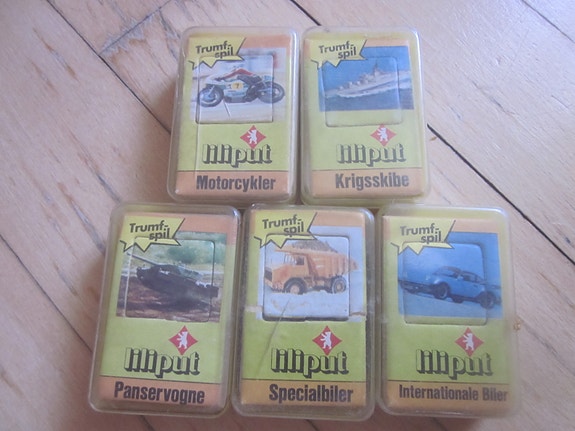 Trumf-
spil
liliput
Motorcykler
Trumf-
spil
liliput
Krigsskibe
Trumf-
spil
liliput
Panservogne
Trumf-
spil
liliput
Specialbiler
Trumf-
spil
liliput
Internationale Biler